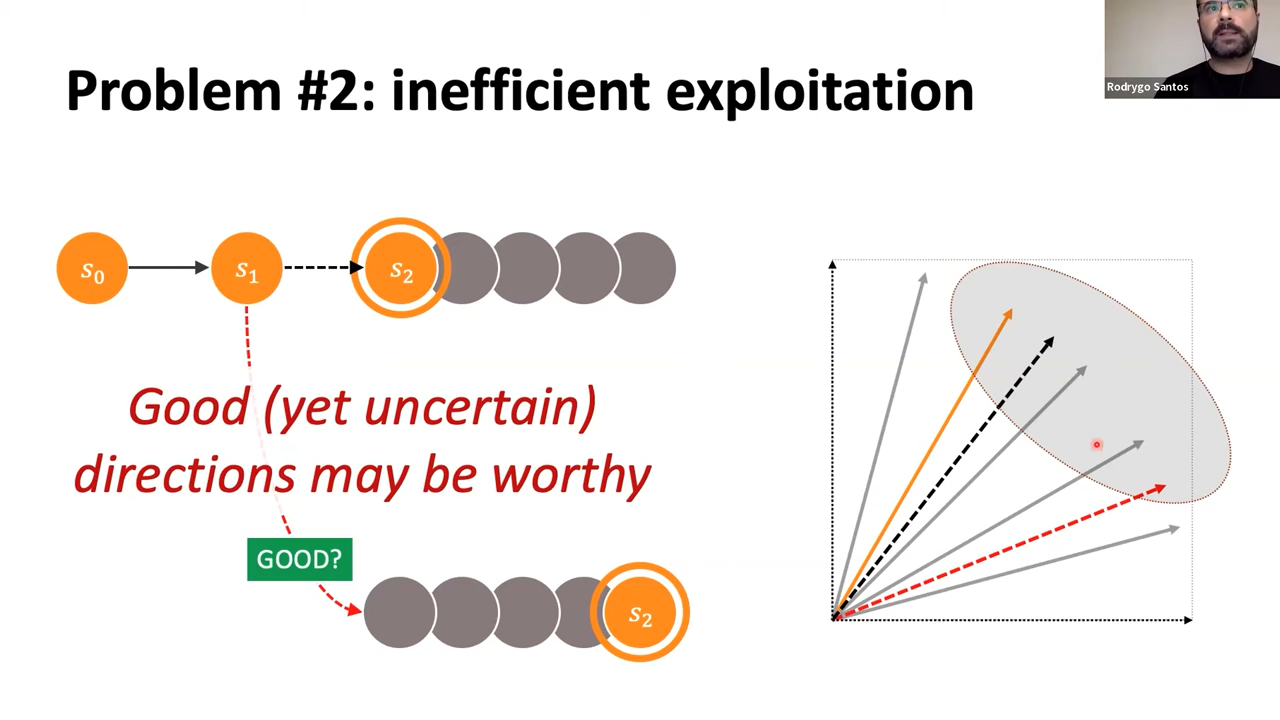 Problem #2: inefficient exploitation
Rodrygo Santos
s₀
s₁
s₂
Good (yet uncertain)
directions may be worthy
GOOD?
s₂